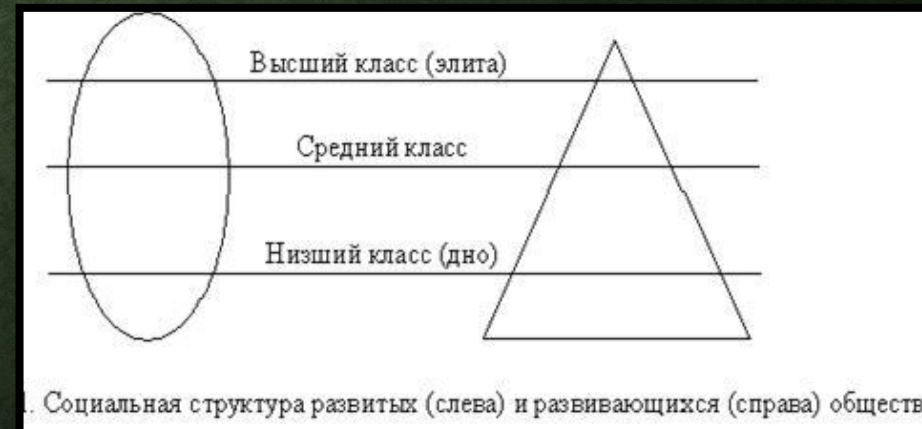 Высший класс (элита)
Средний класс
Низший класс (дно)
. Социальная структура развитых (слева) и развивающихся (справа) обществ